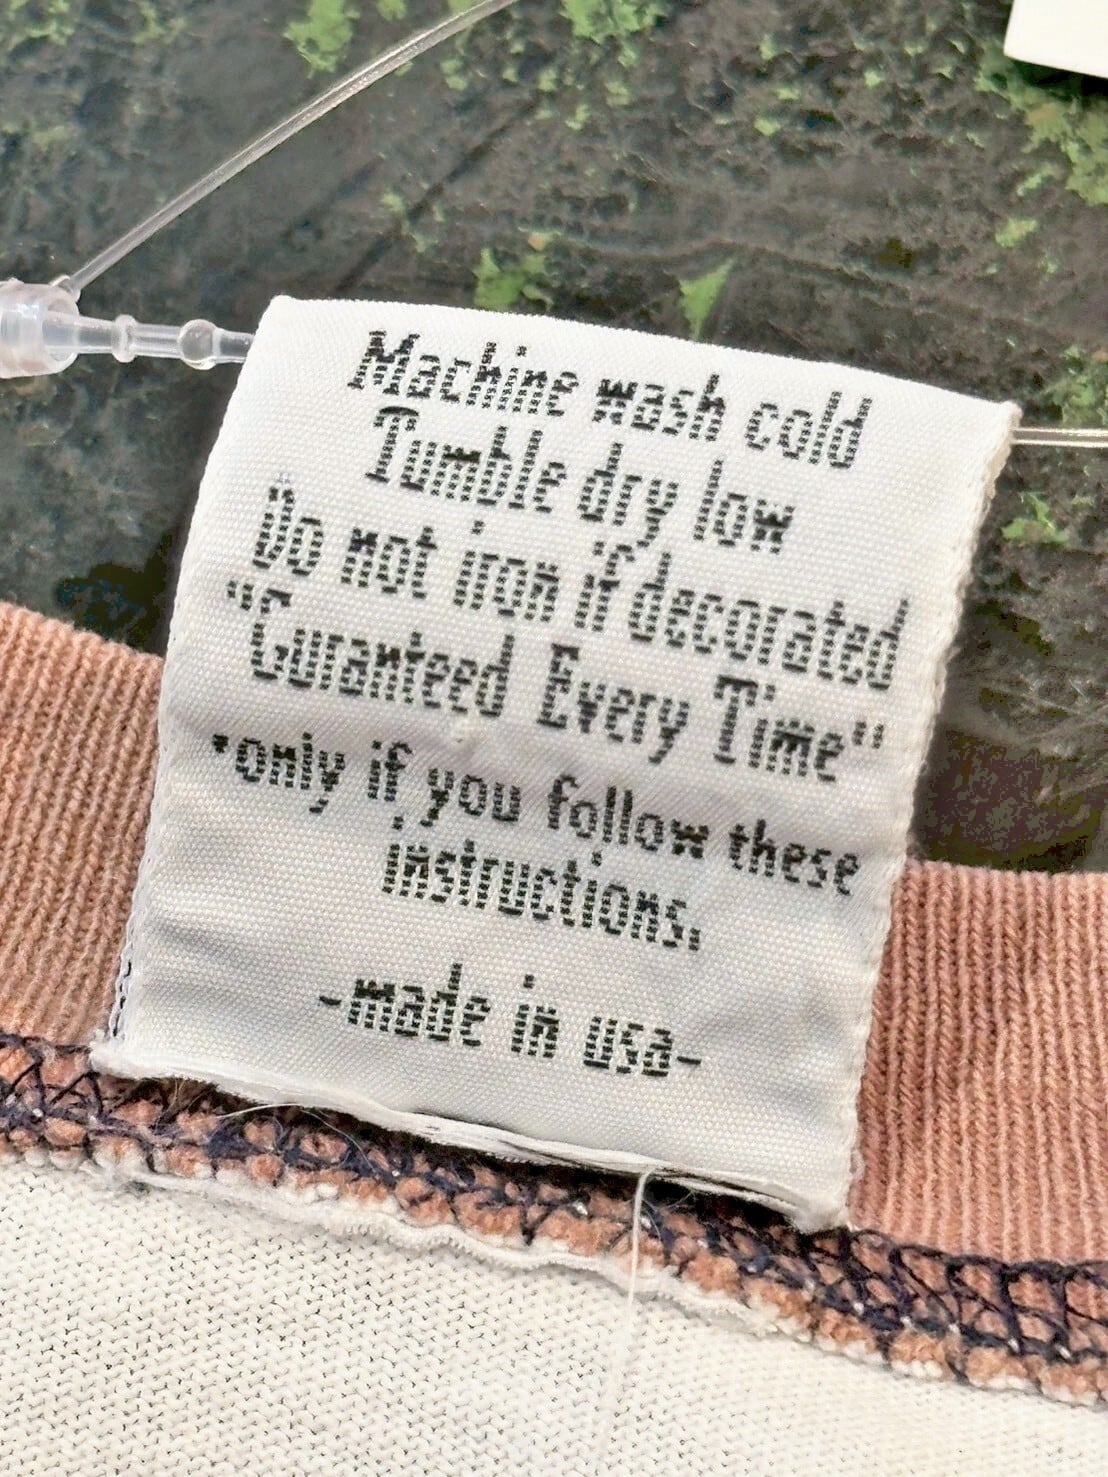 Machine wash cold
Tumble dry low
Do not iron if decorated
"Guranteed Every Time"
*only if you follow these
instructions.
-made in usa-